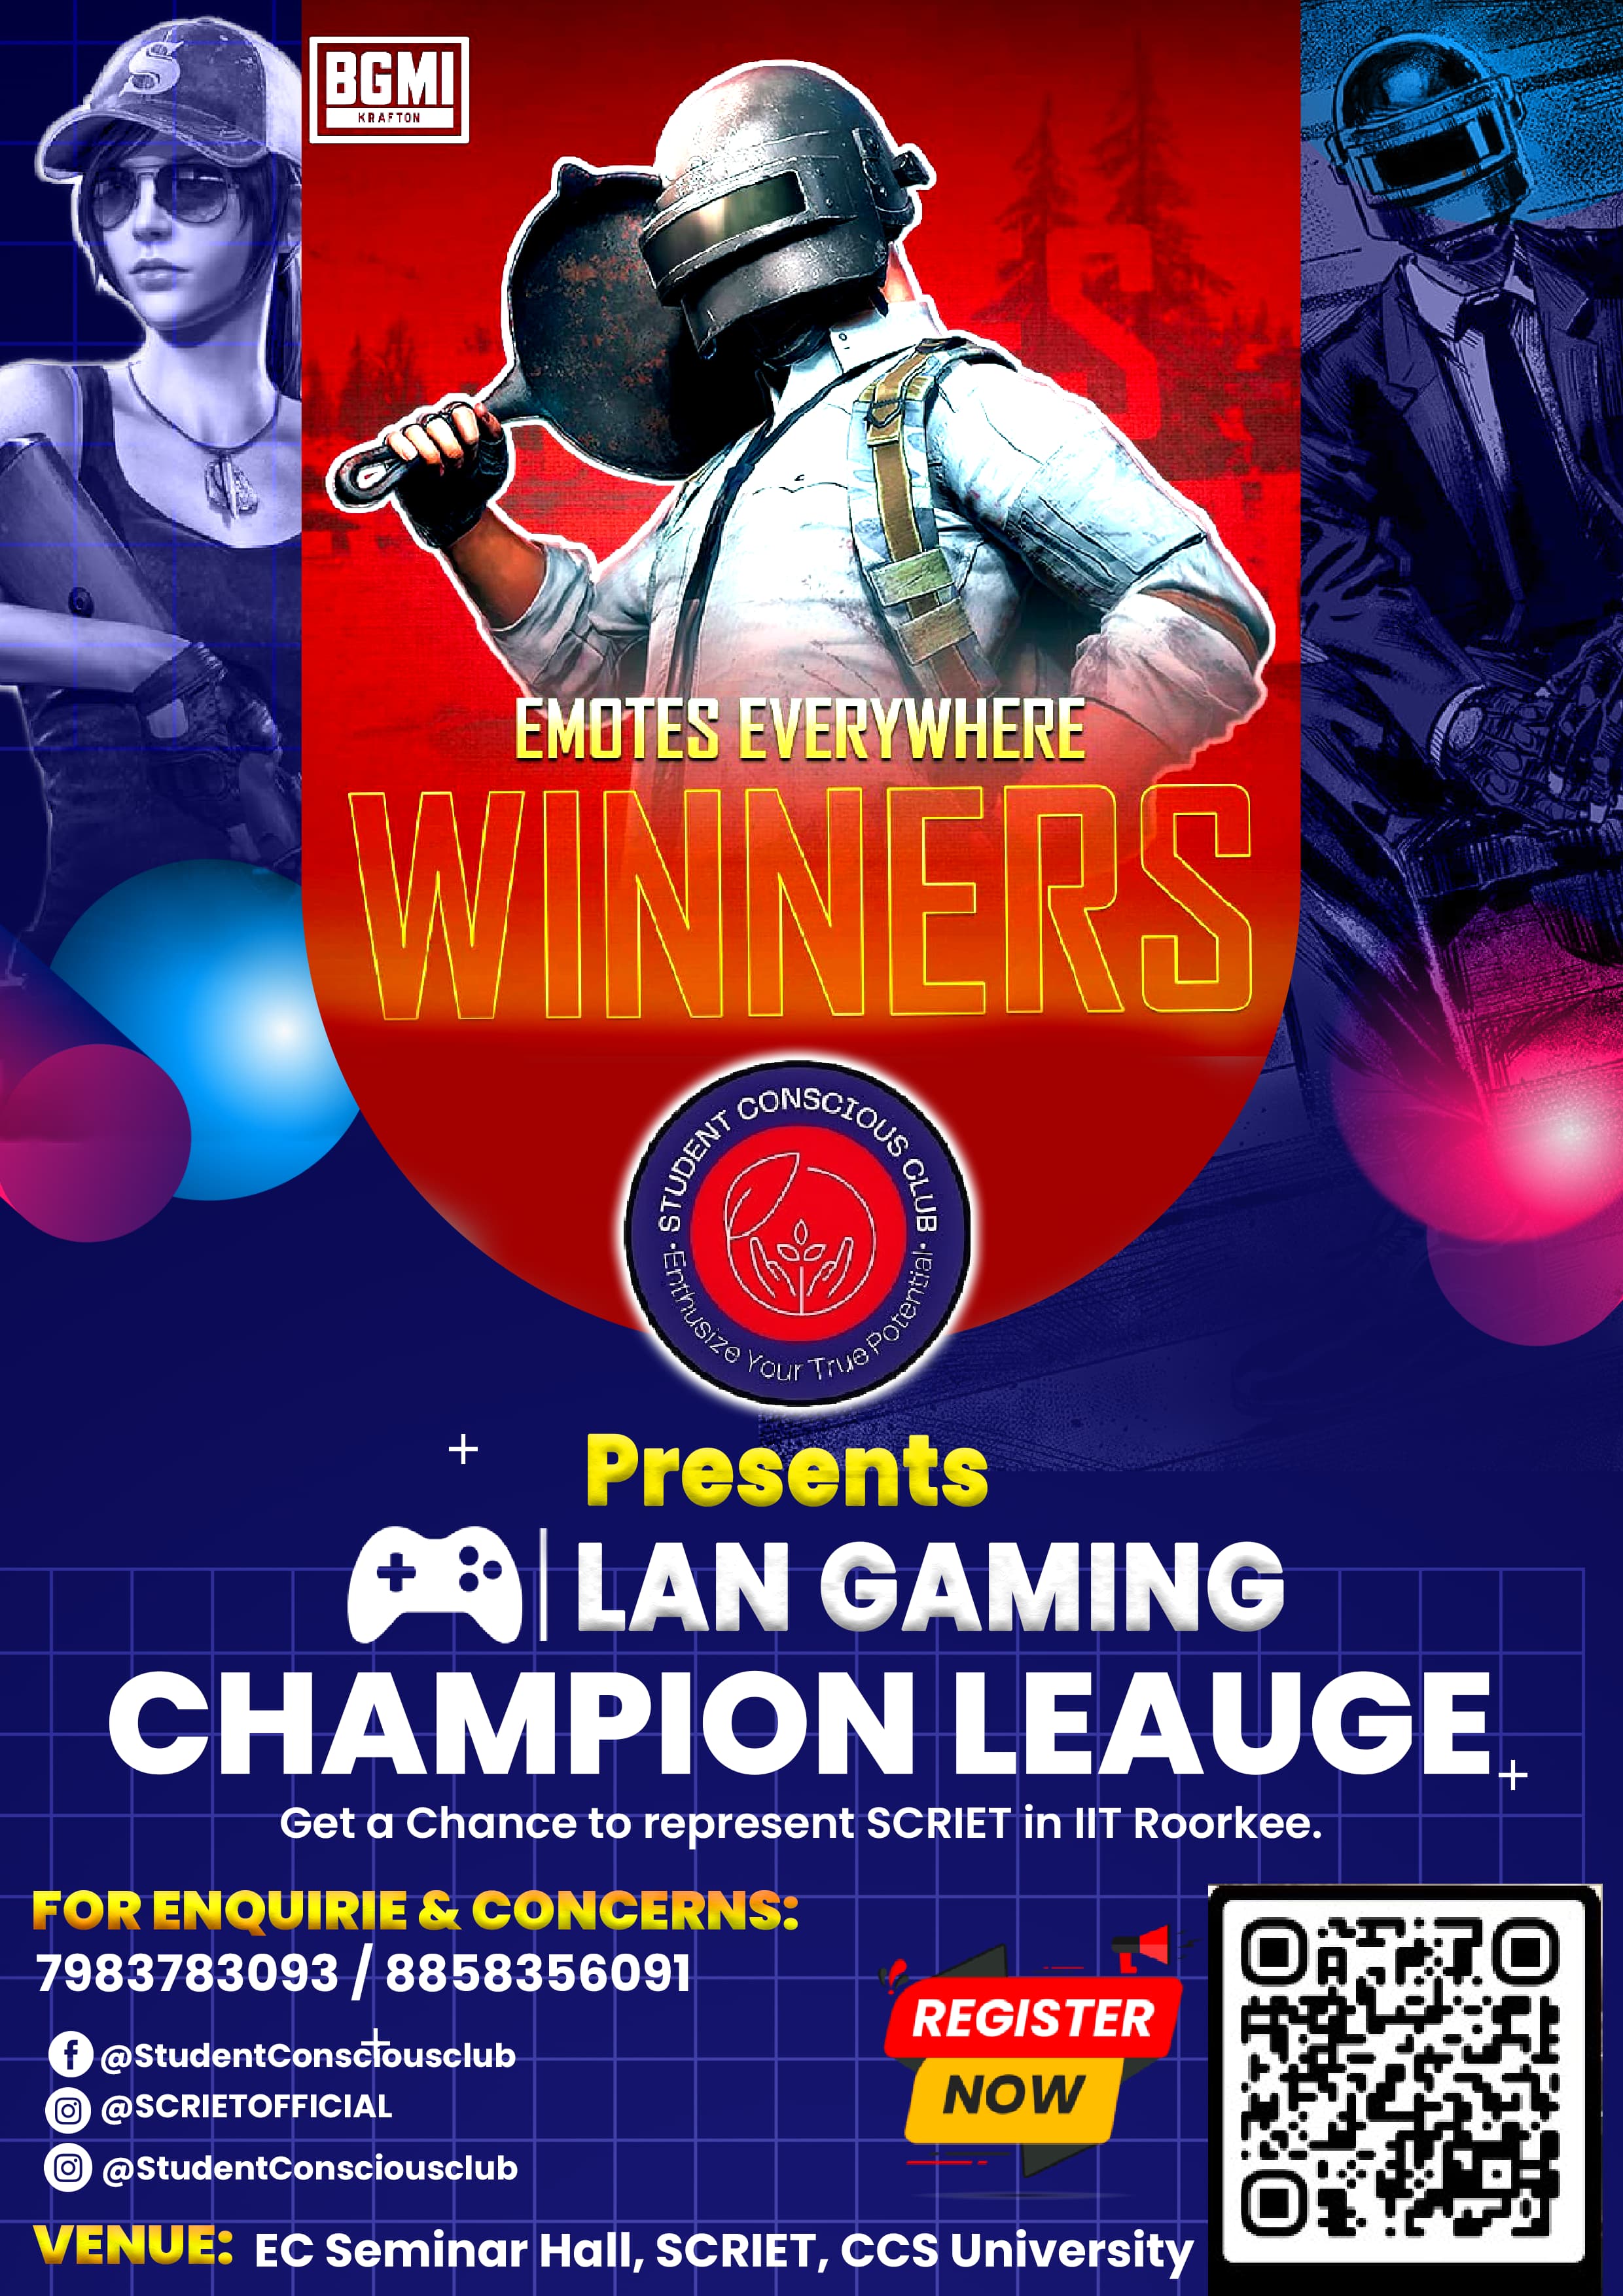 S
BGMI
KRAFTON
EMOTES EVERYWHERE
WINNERS
• STUDENT CONSCIOUS CLUB •
Enthusize Your True Potential
Presents
LAN GAMING
CHAMPION LEAUGE
Get a Chance to represent SCRIET in IIT Roorkee.
FOR ENQUIRIE & CONCERNS:
7983783093 / 8858356091
@StudentConsciousclub
@SCRIETOFFICIAL
@StudentConsciousclub
REGISTER
NOW
VENUE: EC Seminar Hall, SCRIET, CCS University